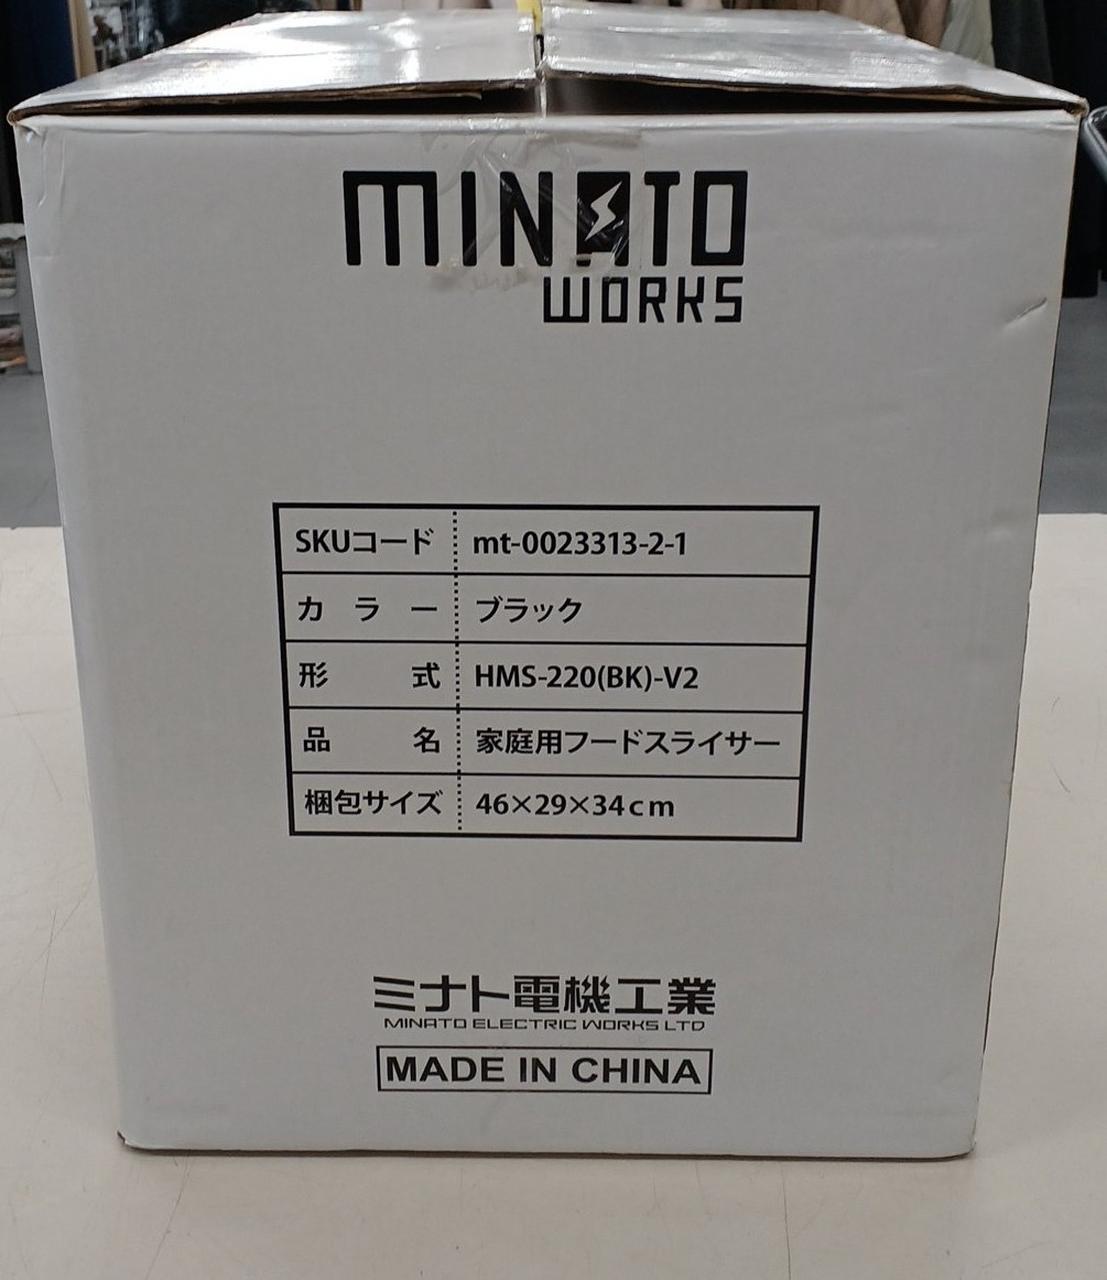 MINATO
WORKS
SKUコード mt-0023313-2-1
カラー ブラック
形式 HMS-220(BK)-V2
品名 家庭用フードスライサー
梱包サイズ 46×29×34cm
ミナト電機工業
MINATO ELECTRIC WORKS LTD
MADE IN CHINA